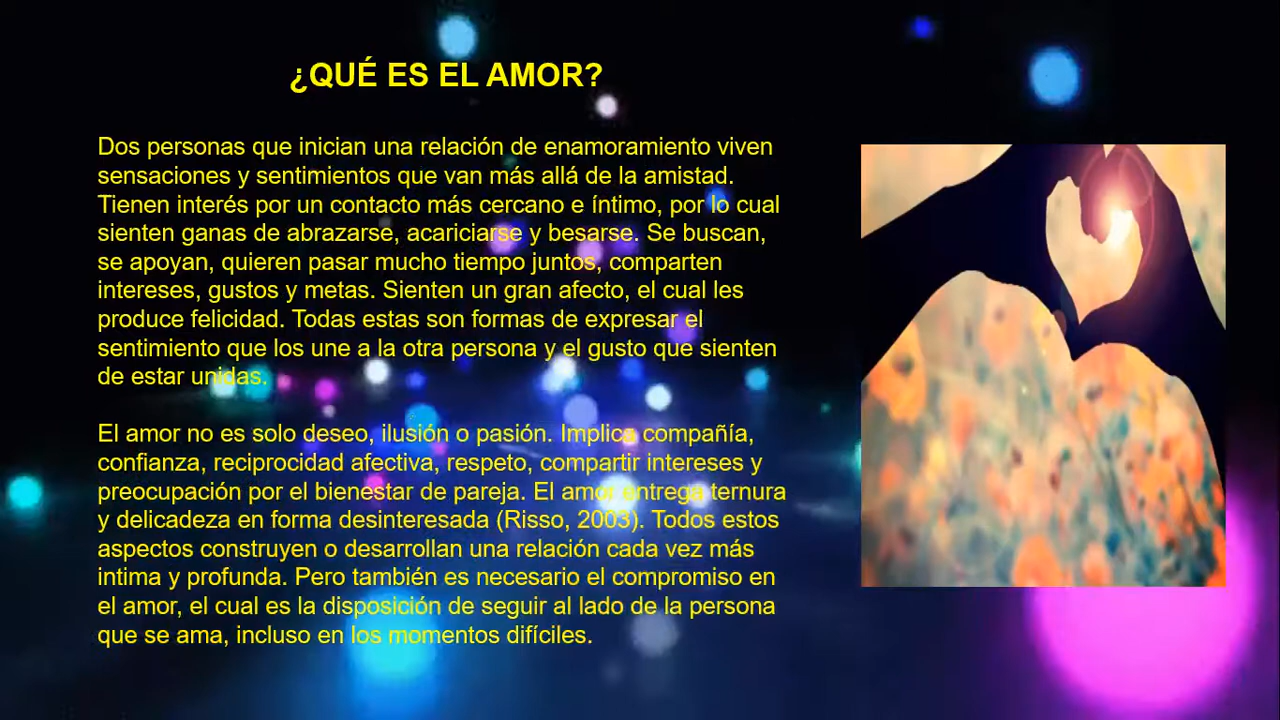 ¿QUÉ ES EL AMOR?
Dos personas que inician una relación de enamoramiento viven
sensaciones y sentimientos que van más allá de la amistad.
Tienen interés por un contacto más cercano e íntimo, por lo cual
sienten ganas de abrazarse, acariciarse y besarse. Se buscan,
se apoyan, quieren pasar mucho tiempo juntos, comparten
intereses, gustos y metas. Sienten un gran afecto, el cual les
produce felicidad. Todas estas son formas de expresar el
sentimiento que los une a la otra persona y el gusto que sienten
de estar unidas.
El amor no es solo deseo, ilusión o pasión. Implica compañía,
confianza, reciprocidad afectiva, respeto, compartir intereses y
preocupación por el bienestar de pareja. El amor entrega ternura
y delicadeza en forma desinteresada (Risso, 2003). Todos estos
aspectos construyen o desarrollan una relación cada vez más
intima y profunda. Pero también es necesario el compromiso en
el amor, el cual es la disposición de seguir al lado de la persona
que se ama, incluso en los momentos difíciles.